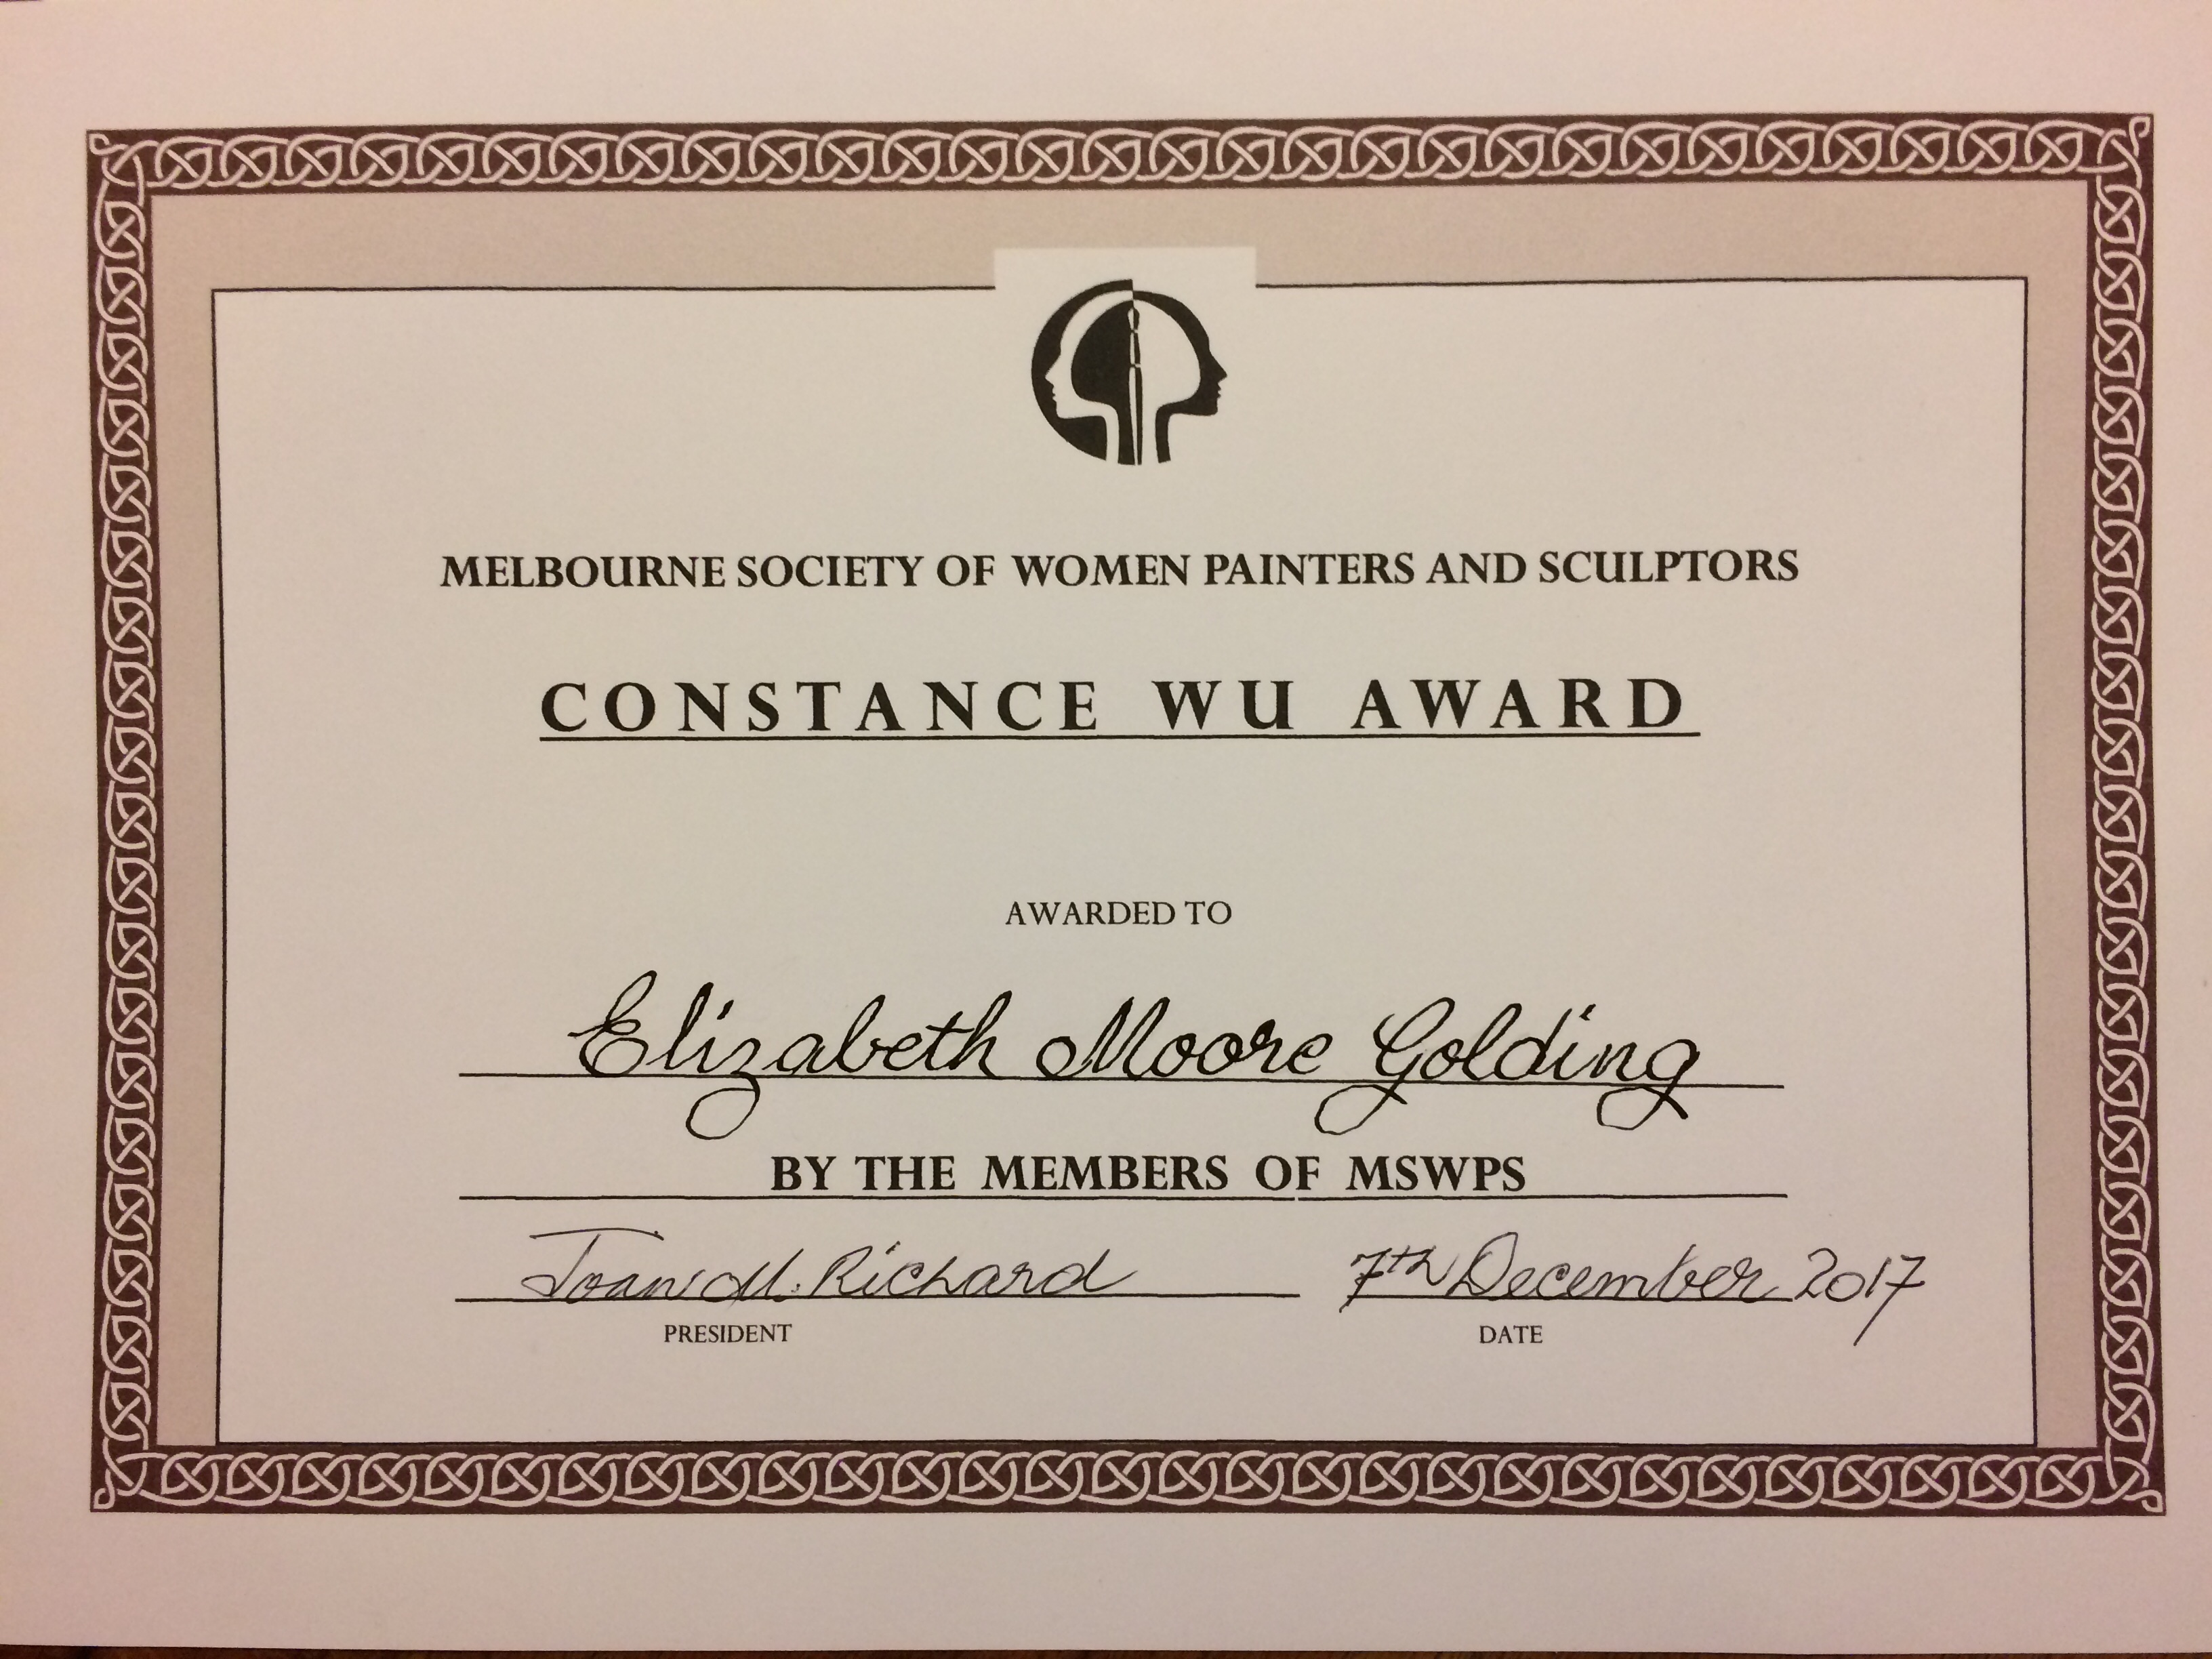 MELBOURNE SOCIETY OF WOMEN PAINTERS AND SCULPTORS
CONSTANCE WU AWARD
AWARDED TO
Elizabeth Moore Golding
BY THE MEMBERS OF MSWPS
Joan M. Richard 7th December 2017
PRESIDENT DATE